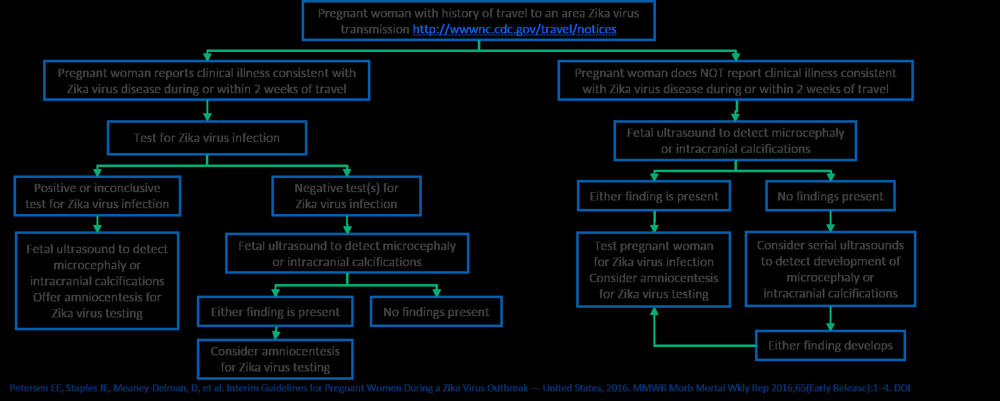 Pregnant woman with history of travel to an area Zika virus
transmission http://wwwnc.cdc.gov/travel/notices
Pregnant woman reports clinical illness consistent with
Zika virus disease during or within 2 weeks of travel
Pregnant woman does NOT report clinical illness consistent
with Zika virus disease during or within 2 weeks of travel
Test for Zika virus infection
Fetal ultrasound to detect microcephaly
or intracranial calcifications
Positive or inconclusive
test for Zika virus infection
Negative test(s) for
Zika virus infection
Either finding is present
No findings present
Fetal ultrasound to detect
microcephaly or
intracranial calcifications
Offer amniocentesis for
Zika virus testing
Fetal ultrasound to detect microcephaly
or intracranial calcifications
Test pregnant woman
for Zika virus infection
Consider amniocentesis
for Zika virus testing
Consider serial ultrasounds
to detect development of
microcephaly or
intracranial calcifications
Either finding is present
No findings present
Either finding develops
Consider amniocentesis
for Zika virus testing
Petersen EE, Staples JE, Meaney-Delman, D, et al. Interim Guidelines for Pregnant Women During a Zika Virus Outbreak — United States, 2016. MMWR Morb Mortal Wkly Rep 2016;65(Early Release):1–4. DOI